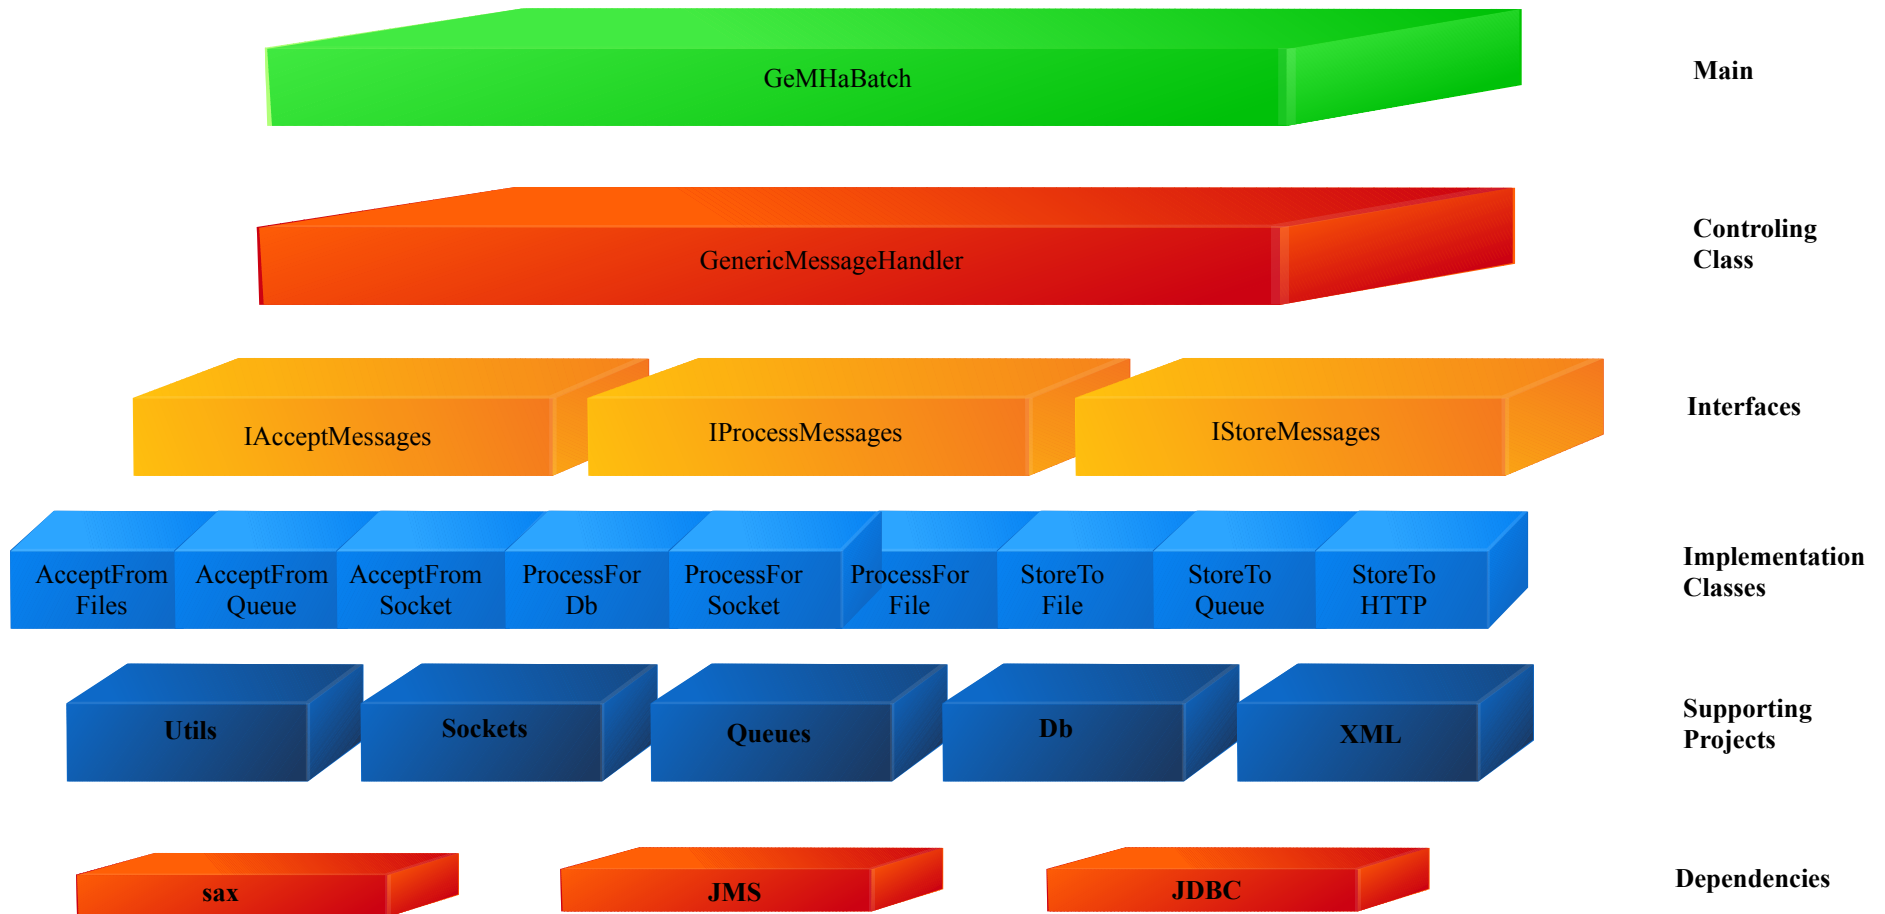 GeMHaBatch
Main
GenericMessageHandler
Controling
Class
IAcceptMessages
IProcessMessages
IStoreMessages
Interfaces
AcceptFrom
Files
AcceptFrom
Queue
AcceptFrom
Socket
ProcessFor
Db
ProcessFor
Socket
ProcessFor
File
StoreTo
File
StoreTo
Queue
StoreTo
HTTP
Implementation
Classes
Utils
Sockets
Queues
Db
XML
Supporting
Projects
sax
JMS
JDBC
Dependencies